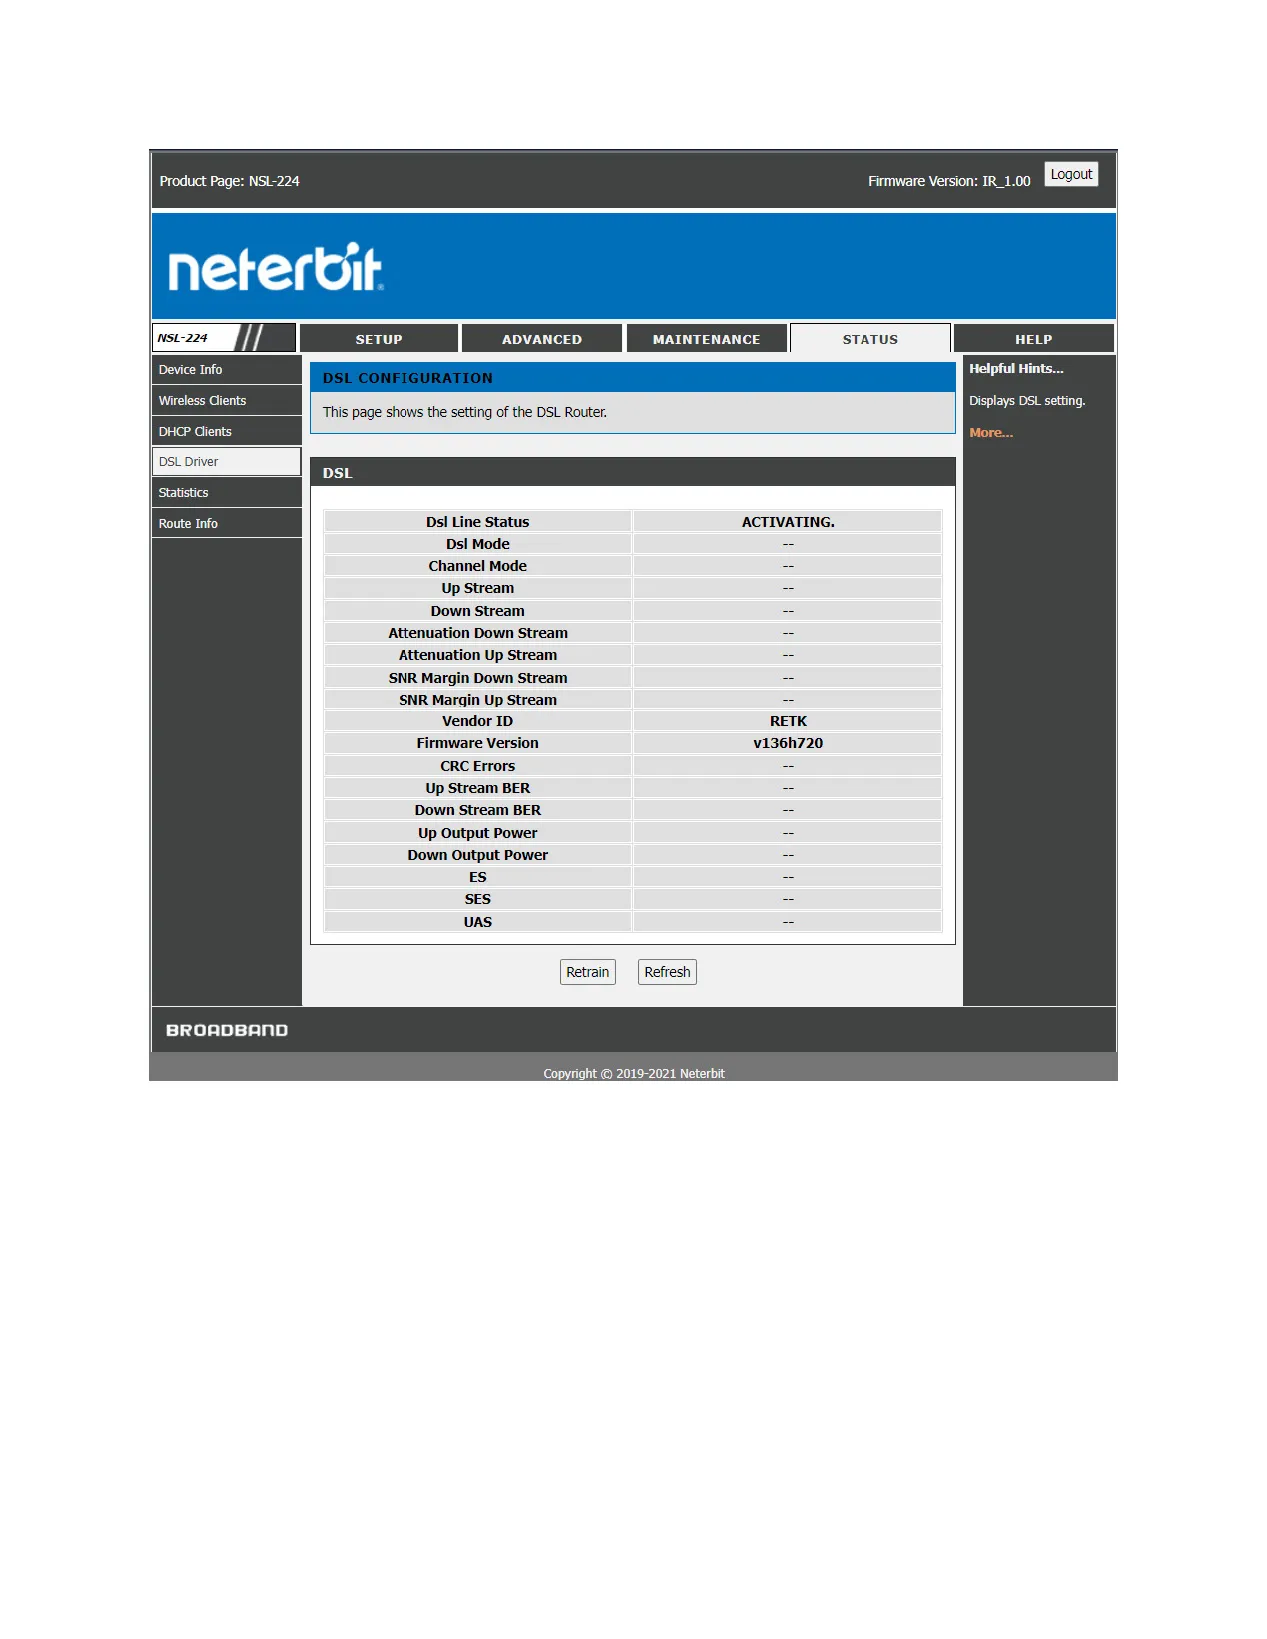 Product Page: NSL-224
Firmware Version: IR_1.00
Logout
neterbit®
NSL-224
SETUP
ADVANCED
MAINTENANCE
STATUS
HELP
Device Info
Wireless Clients
DHCP Clients
DSL Driver
Statistics
Route Info
DSL CONFIGURATION
This page shows the setting of the DSL Router.
DSL
Dsl Line Status ACTIVATING.
Dsl Mode --
Channel Mode --
Up Stream --
Down Stream --
Attenuation Down Stream --
Attenuation Up Stream --
SNR Margin Down Stream --
SNR Margin Up Stream --
Vendor ID RETK
Firmware Version v136h720
CRC Errors --
Up Stream BER --
Down Stream BER --
Up Output Power --
Down Output Power --
ES --
SES --
UAS --
Retrain
Refresh
Helpful Hints...
Displays DSL setting.
More...
BROADBAND
Copyright © 2019-2021 Neterbit